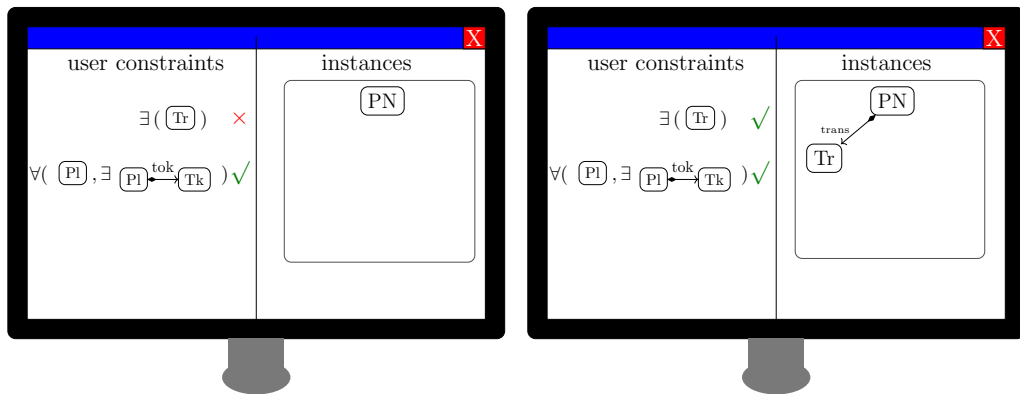 X
user constraints
instances
∃ ( Tr ) ×
PN
∀( Pl , ∃ Pl tok Tk ) √
X
user constraints
instances
∃ ( Tr ) √
PN
trans
Tr
∀( Pl , ∃ Pl tok Tk ) √